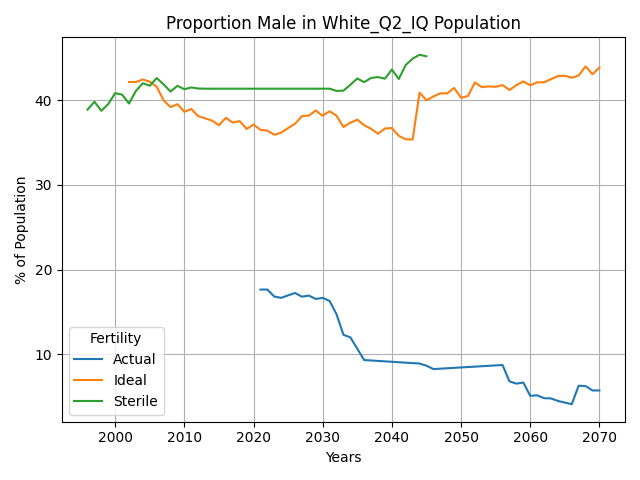 Proportion Male in White_Q2_IQ Population
% of Population
40
30
20
10
Fertility
Actual
Ideal
Sterile
2000 2010 2020 2030 2040 2050 2060 2070
Years